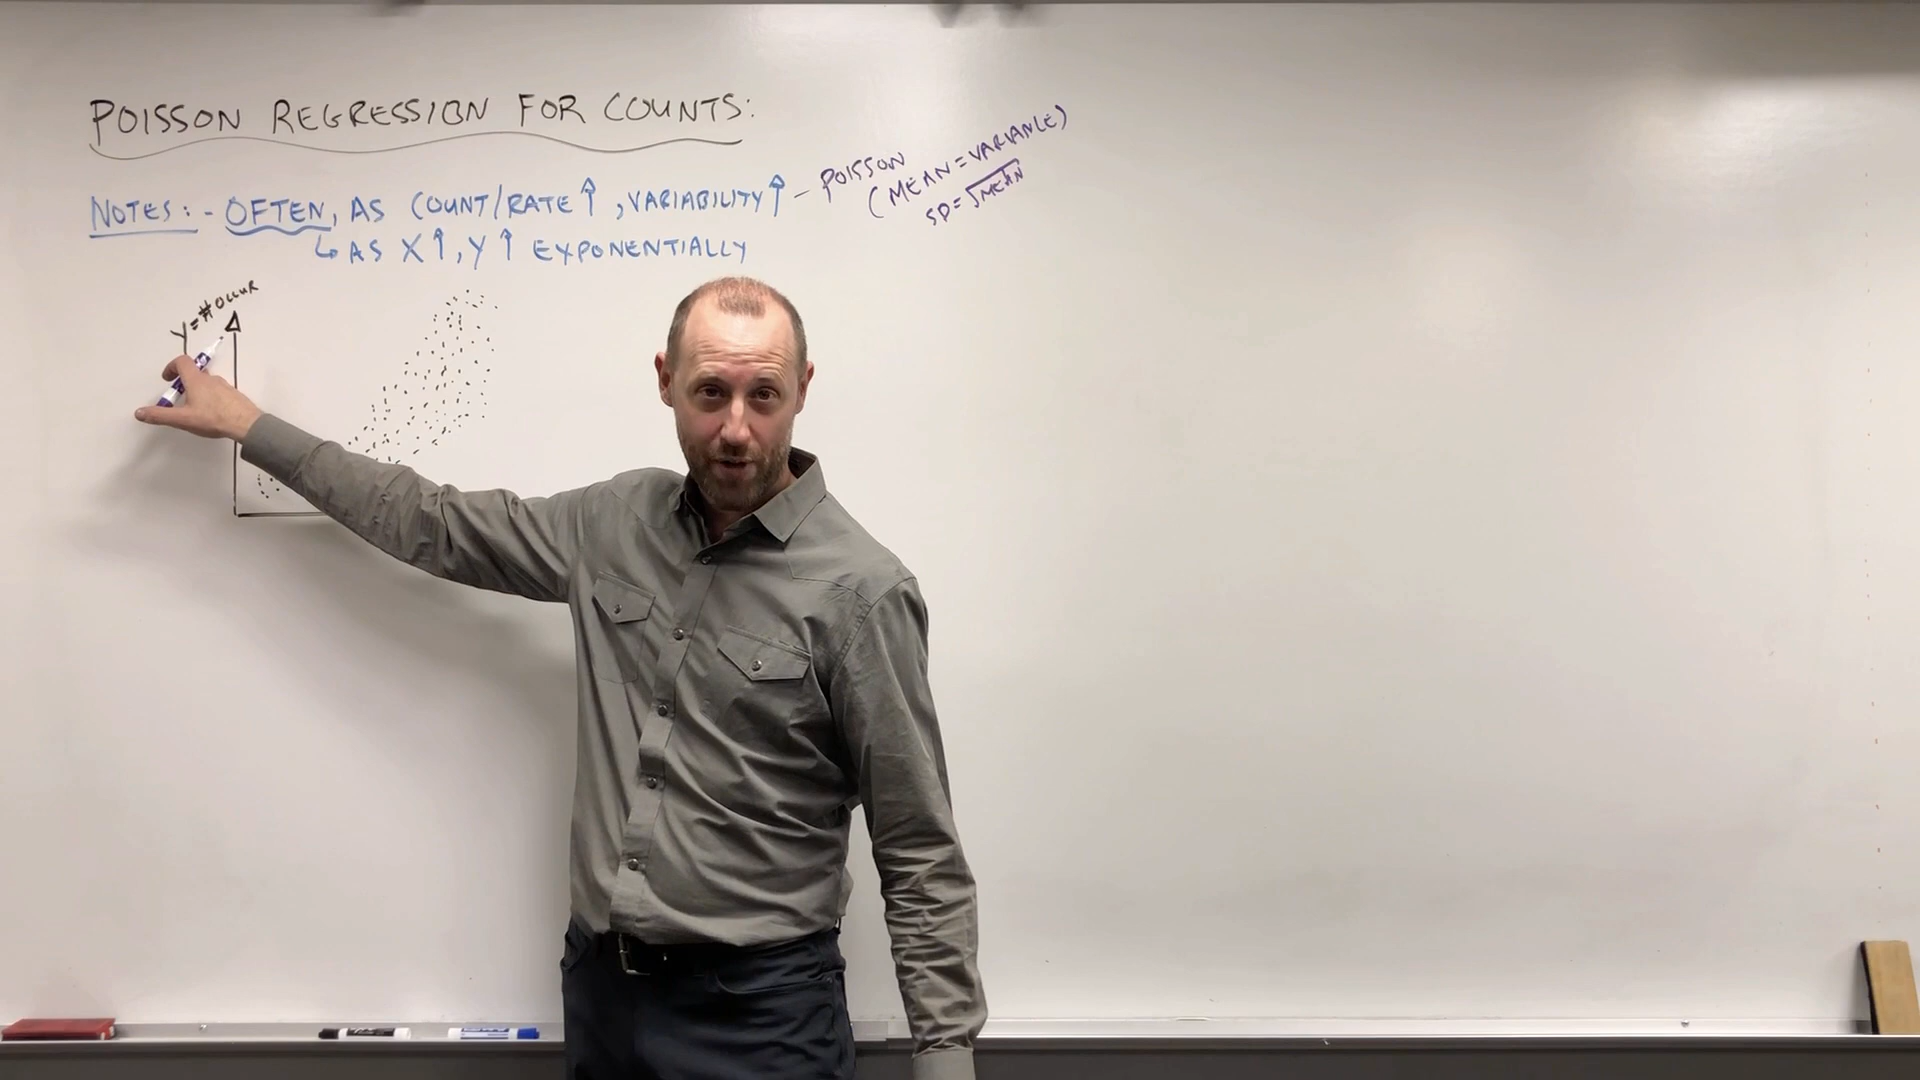 POISSON REGRESSION FOR COUNTS:
NOTES: - OFTEN, AS COUNT/RATE ↑, VARIABILITY ↑ - POISSON
(MEAN = VARIANCE)
SD = √MEAN
↳ AS X ↑, Y ↑ EXPONENTIALLY
Y = # OCCUR